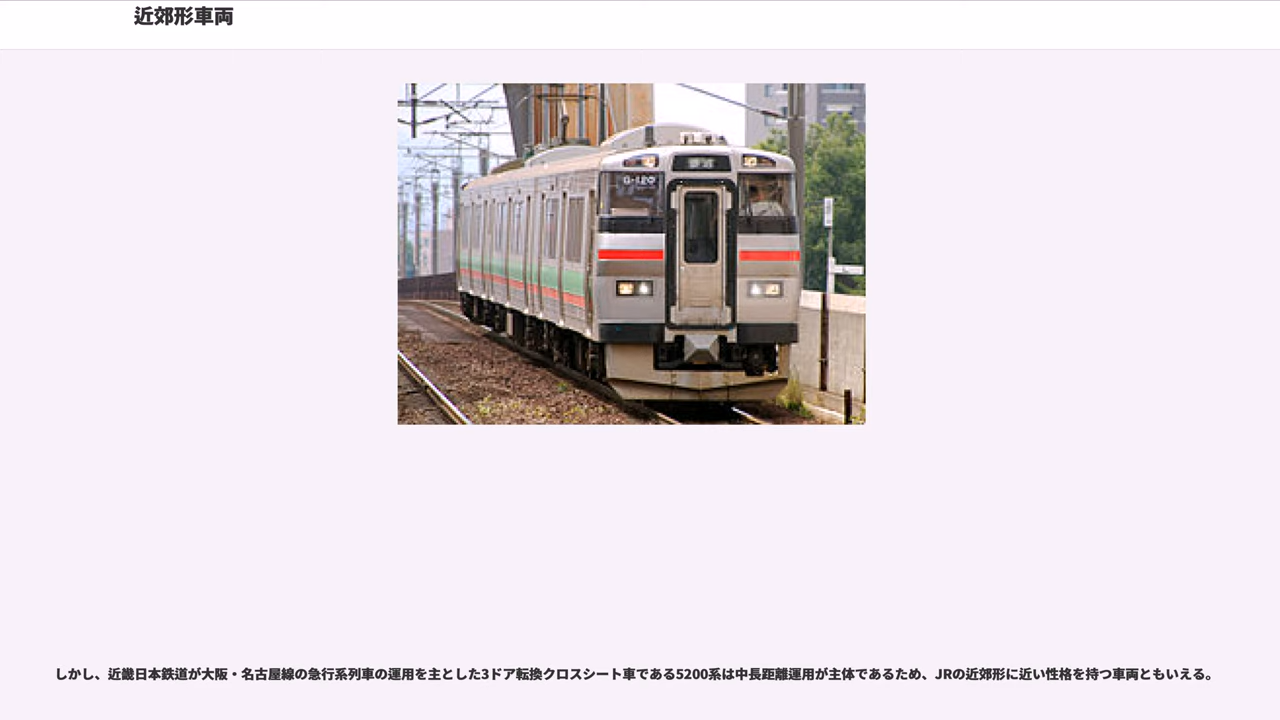 近郊形車両
G-120
しかし、近畿日本鉄道が大阪・名古屋線の急行系列車の運用を主とした3ドア転換クロスシート車である5200系は中長距離運用が主体であるため、JRの近郊形に近い性格を持つ車両ともいえる。